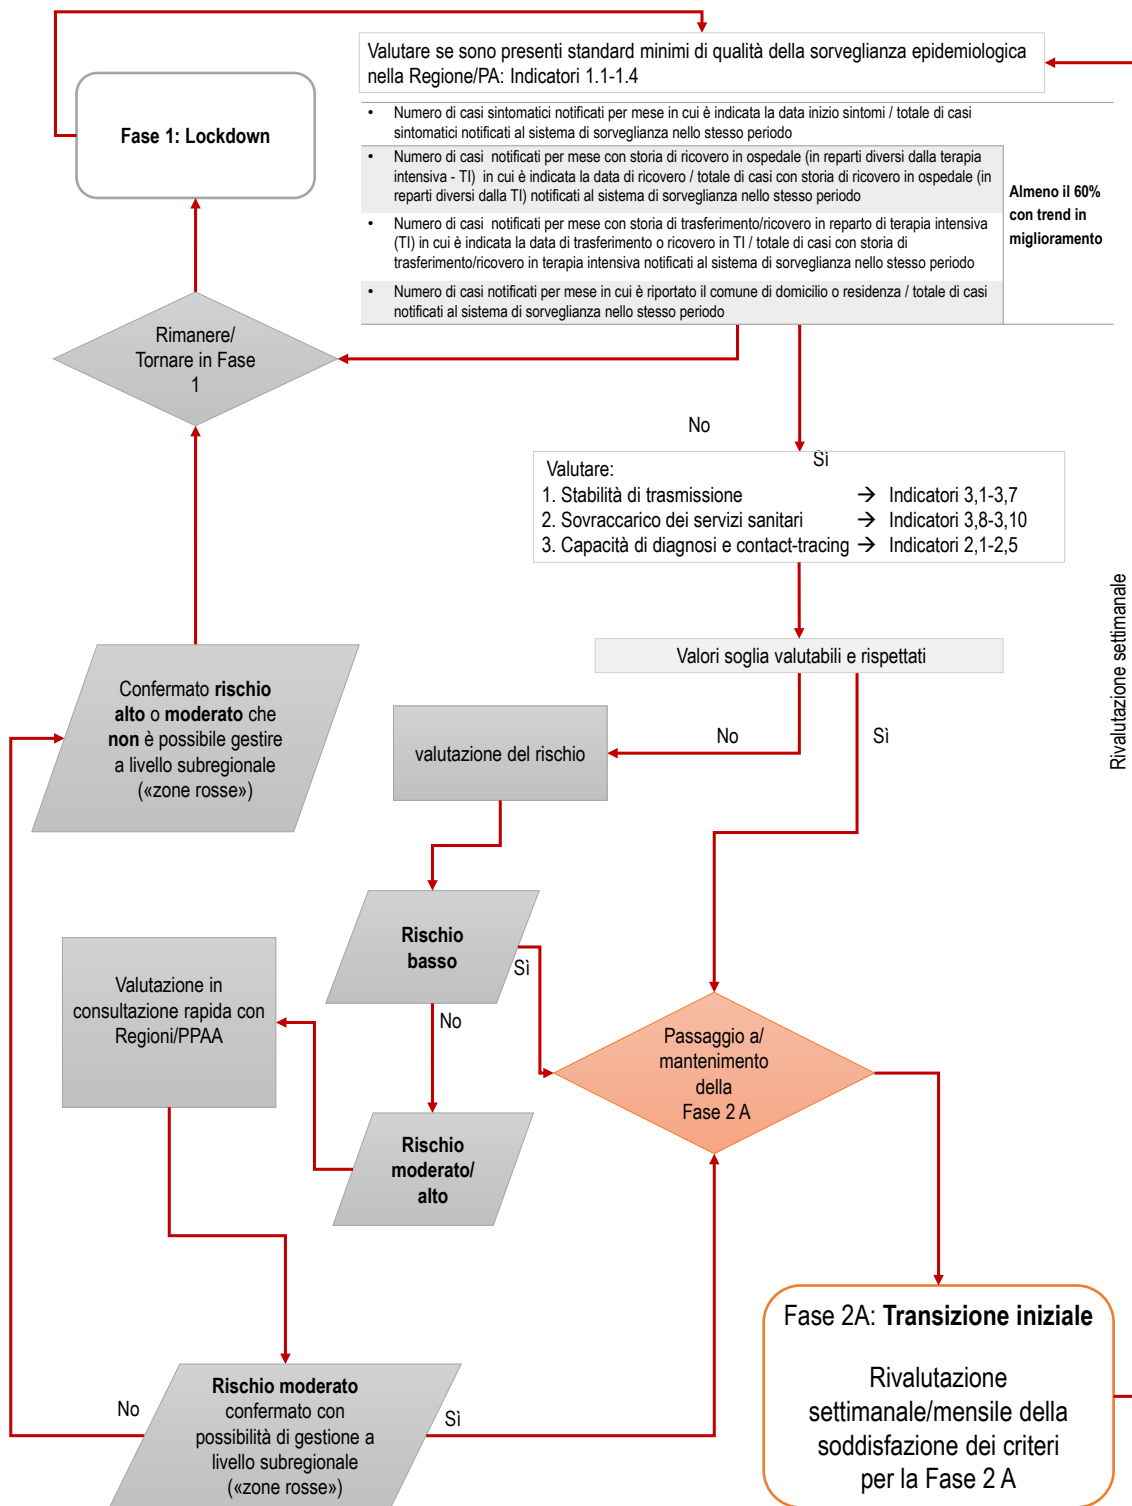 Valutare se sono presenti standard minimi di qualità della sorveglianza epidemiologica
nella Regione/PA: Indicatori 1.1-1.4
Fase 1: Lockdown
• Numero di casi sintomatici notificati per mese in cui è indicata la data inizio sintomi / totale di casi
sintomatici notificati al sistema di sorveglianza nello stesso periodo
• Numero di casi notificati per mese con storia di ricovero in ospedale (in reparti diversi dalla terapia
intensiva - TI) in cui è indicata la data di ricovero / totale di casi con storia di ricovero in ospedale (in
reparti diversi dalla TI) notificati al sistema di sorveglianza nello stesso periodo
• Numero di casi notificati per mese con storia di trasferimento/ricovero in reparto di terapia intensiva
(TI) in cui è indicata la data di trasferimento o ricovero in TI / totale di casi con storia di
trasferimento/ricovero in terapia intensiva notificati al sistema di sorveglianza nello stesso periodo
• Numero di casi notificati per mese in cui è riportato il comune di domicilio o residenza / totale di casi
notificati al sistema di sorveglianza nello stesso periodo
Almeno il 60%
con trend in
miglioramento
Rimanere/
Tornare in Fase
1
No
Sì
Valutare:
1. Stabilità di trasmissione → Indicatori 3,1-3,7
2. Sovraccarico dei servizi sanitari → Indicatori 3,8-3,10
3. Capacità di diagnosi e contact-tracing → Indicatori 2,1-2,5
Rivalutazione settimanale
Valori soglia valutabili e rispettati
No
Sì
Confermato rischio
alto o moderato che
non è possibile gestire
a livello subregionale
(«zone rosse»)
valutazione del rischio
Rischio
basso
Sì
No
Valutazione in
consultazione rapida con
Regioni/PPAA
Passaggio a/
mantenimento
della
Fase 2 A
Rischio
moderato/
alto
Fase 2A: Transizione iniziale
Rivalutazione
settimanale/mensile della
soddisfazione dei criteri
per la Fase 2 A
Rischio moderato
confermato con
possibilità di gestione a
livello subregionale
(«zone rosse»)
No
Sì